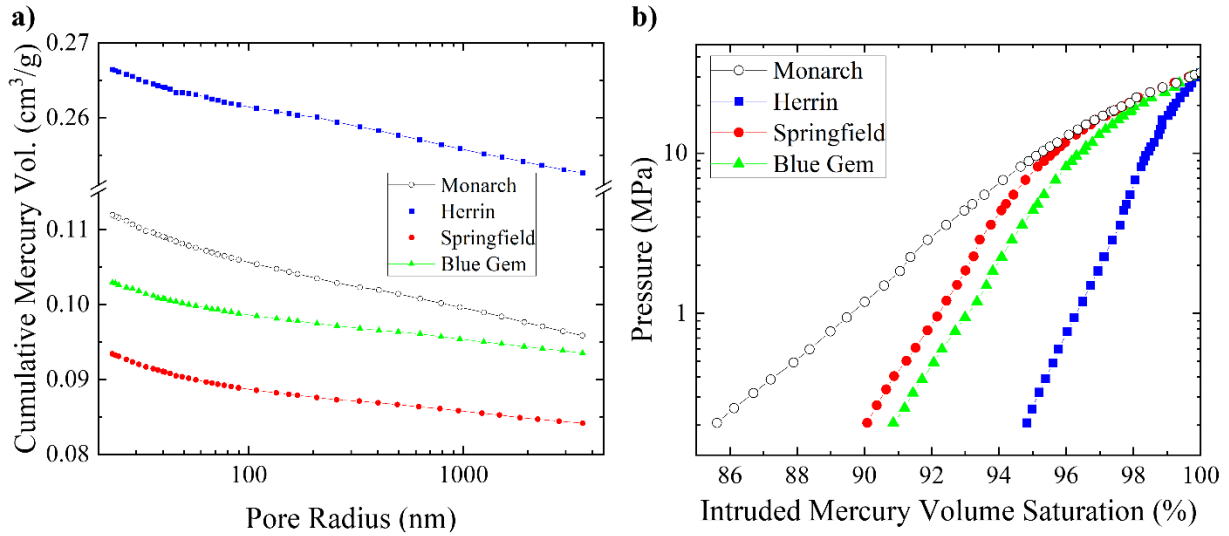 a)
Cumulative Mercury Vol. (cm³/g)
0.27
0.26
0.11
0.10
0.09
0.08
Monarch
Herrin
Springfield
Blue Gem
100
1000
Pore Radius (nm)
b)
Pressure (MPa)
10
1
Monarch
Herrin
Springfield
Blue Gem
86
88
90
92
94
96
98
100
Intruded Mercury Volume Saturation (%)